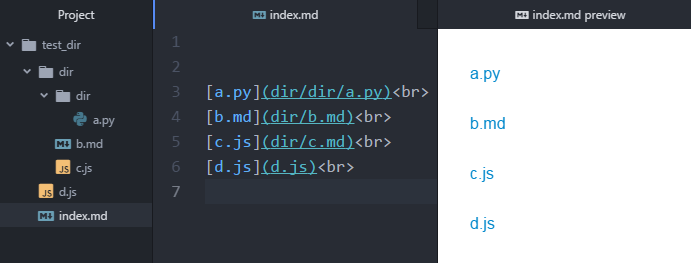 Project
test_dir
dir
dir
a.py
b.md
c.js
d.js
index.md
index.md
1
2
3 [a.py](dir/dir/a.py)<br>
4 [b.md](dir/b.md)<br>
5 [c.js](dir/c.md)<br>
6 [d.js](d.js)<br>
7
index.md preview
a.py
b.md
c.js
d.js